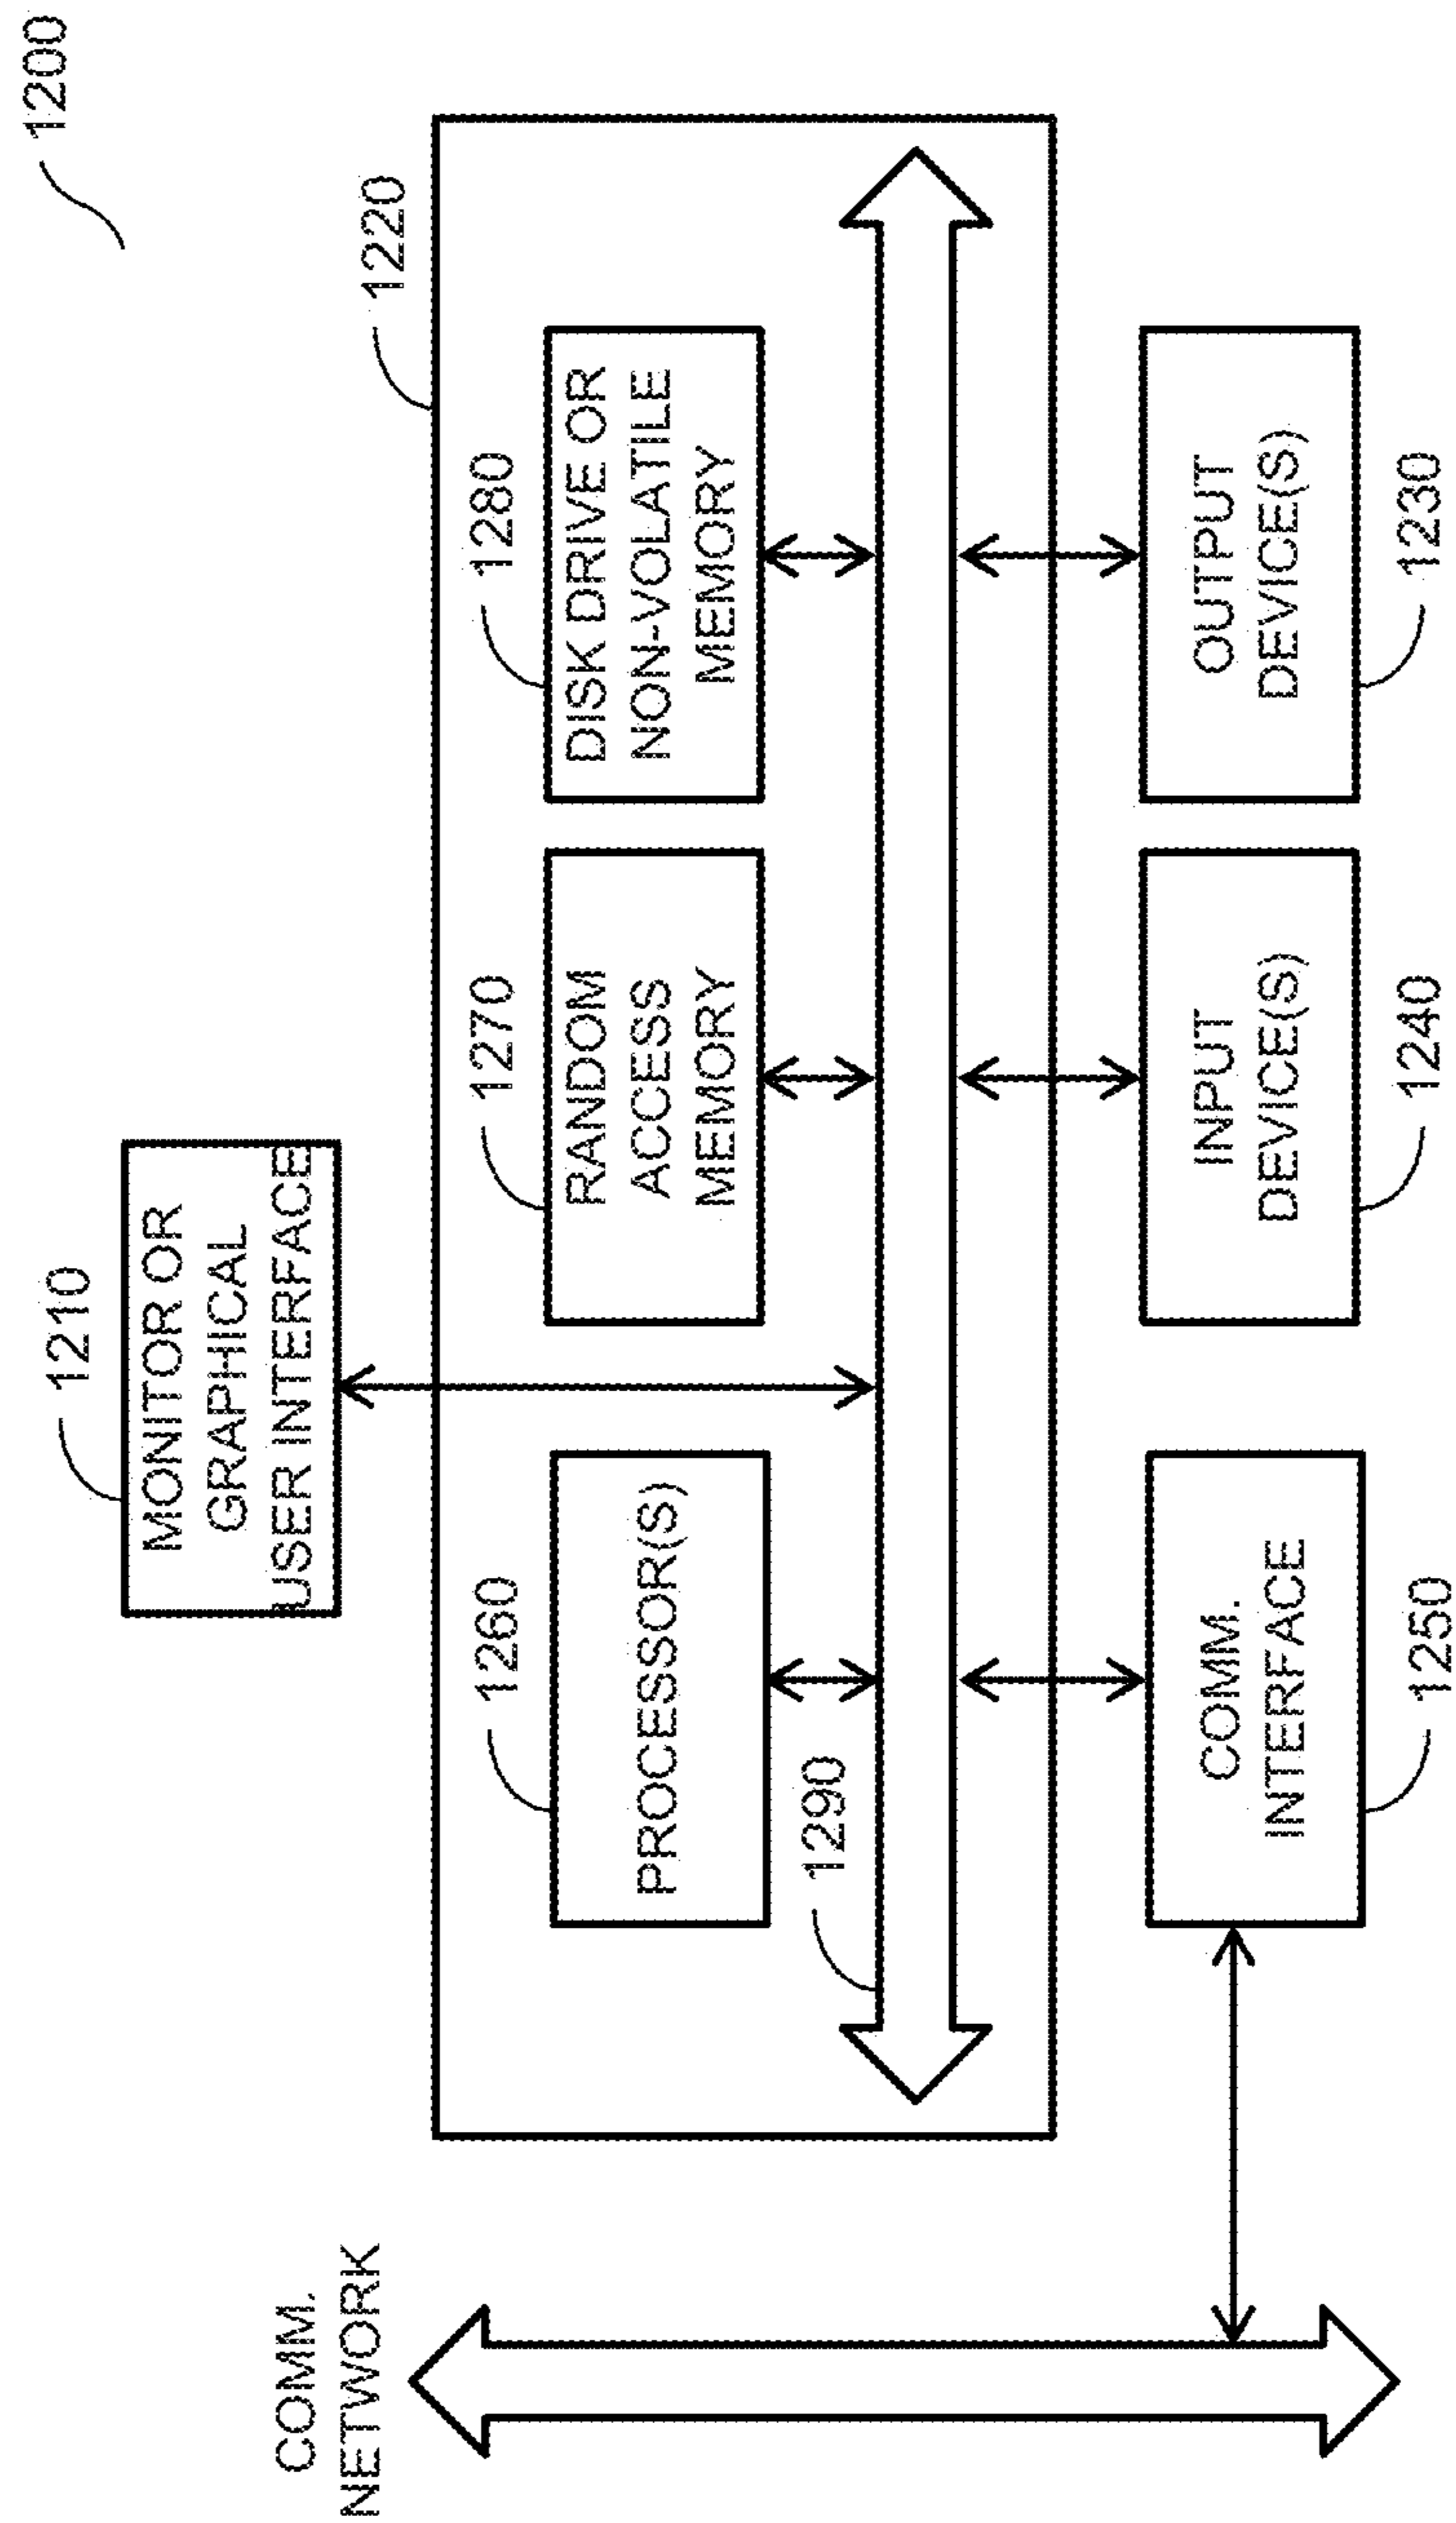 1200
1210
MONITOR OR
GRAPHICAL
USER INTERFACE
COMM.
NETWORK
1220
1260
PROCESSOR(S)
1270
RANDOM
ACCESS
MEMORY
1280
DISK DRIVE OR
NON-VOLATILE
MEMORY
1290
COMM.
INTERFACE
1250
INPUT
DEVICE(S)
1240
OUTPUT
DEVICE(S)
1230